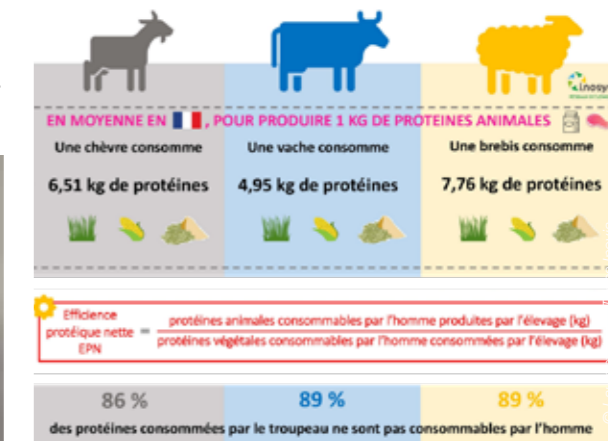 inosys
EN MOYENNE EN , POUR PRODUIRE 1 KG DE PROTEINES ANIMALES
Une chèvre consomme
6,51 kg de protéines
Une vache consomme
4,95 kg de protéines
Une brebis consomme
7,76 kg de protéines
Efficience
protéique nette =
EPN
protéines animales consommables par l'homme produites par l'élevage (kg)
protéines végétales consommables par l'homme consommées par l'élevage (kg)
86 % 89 % 89 %
des protéines consommées par le troupeau ne sont pas consommables par l'homme